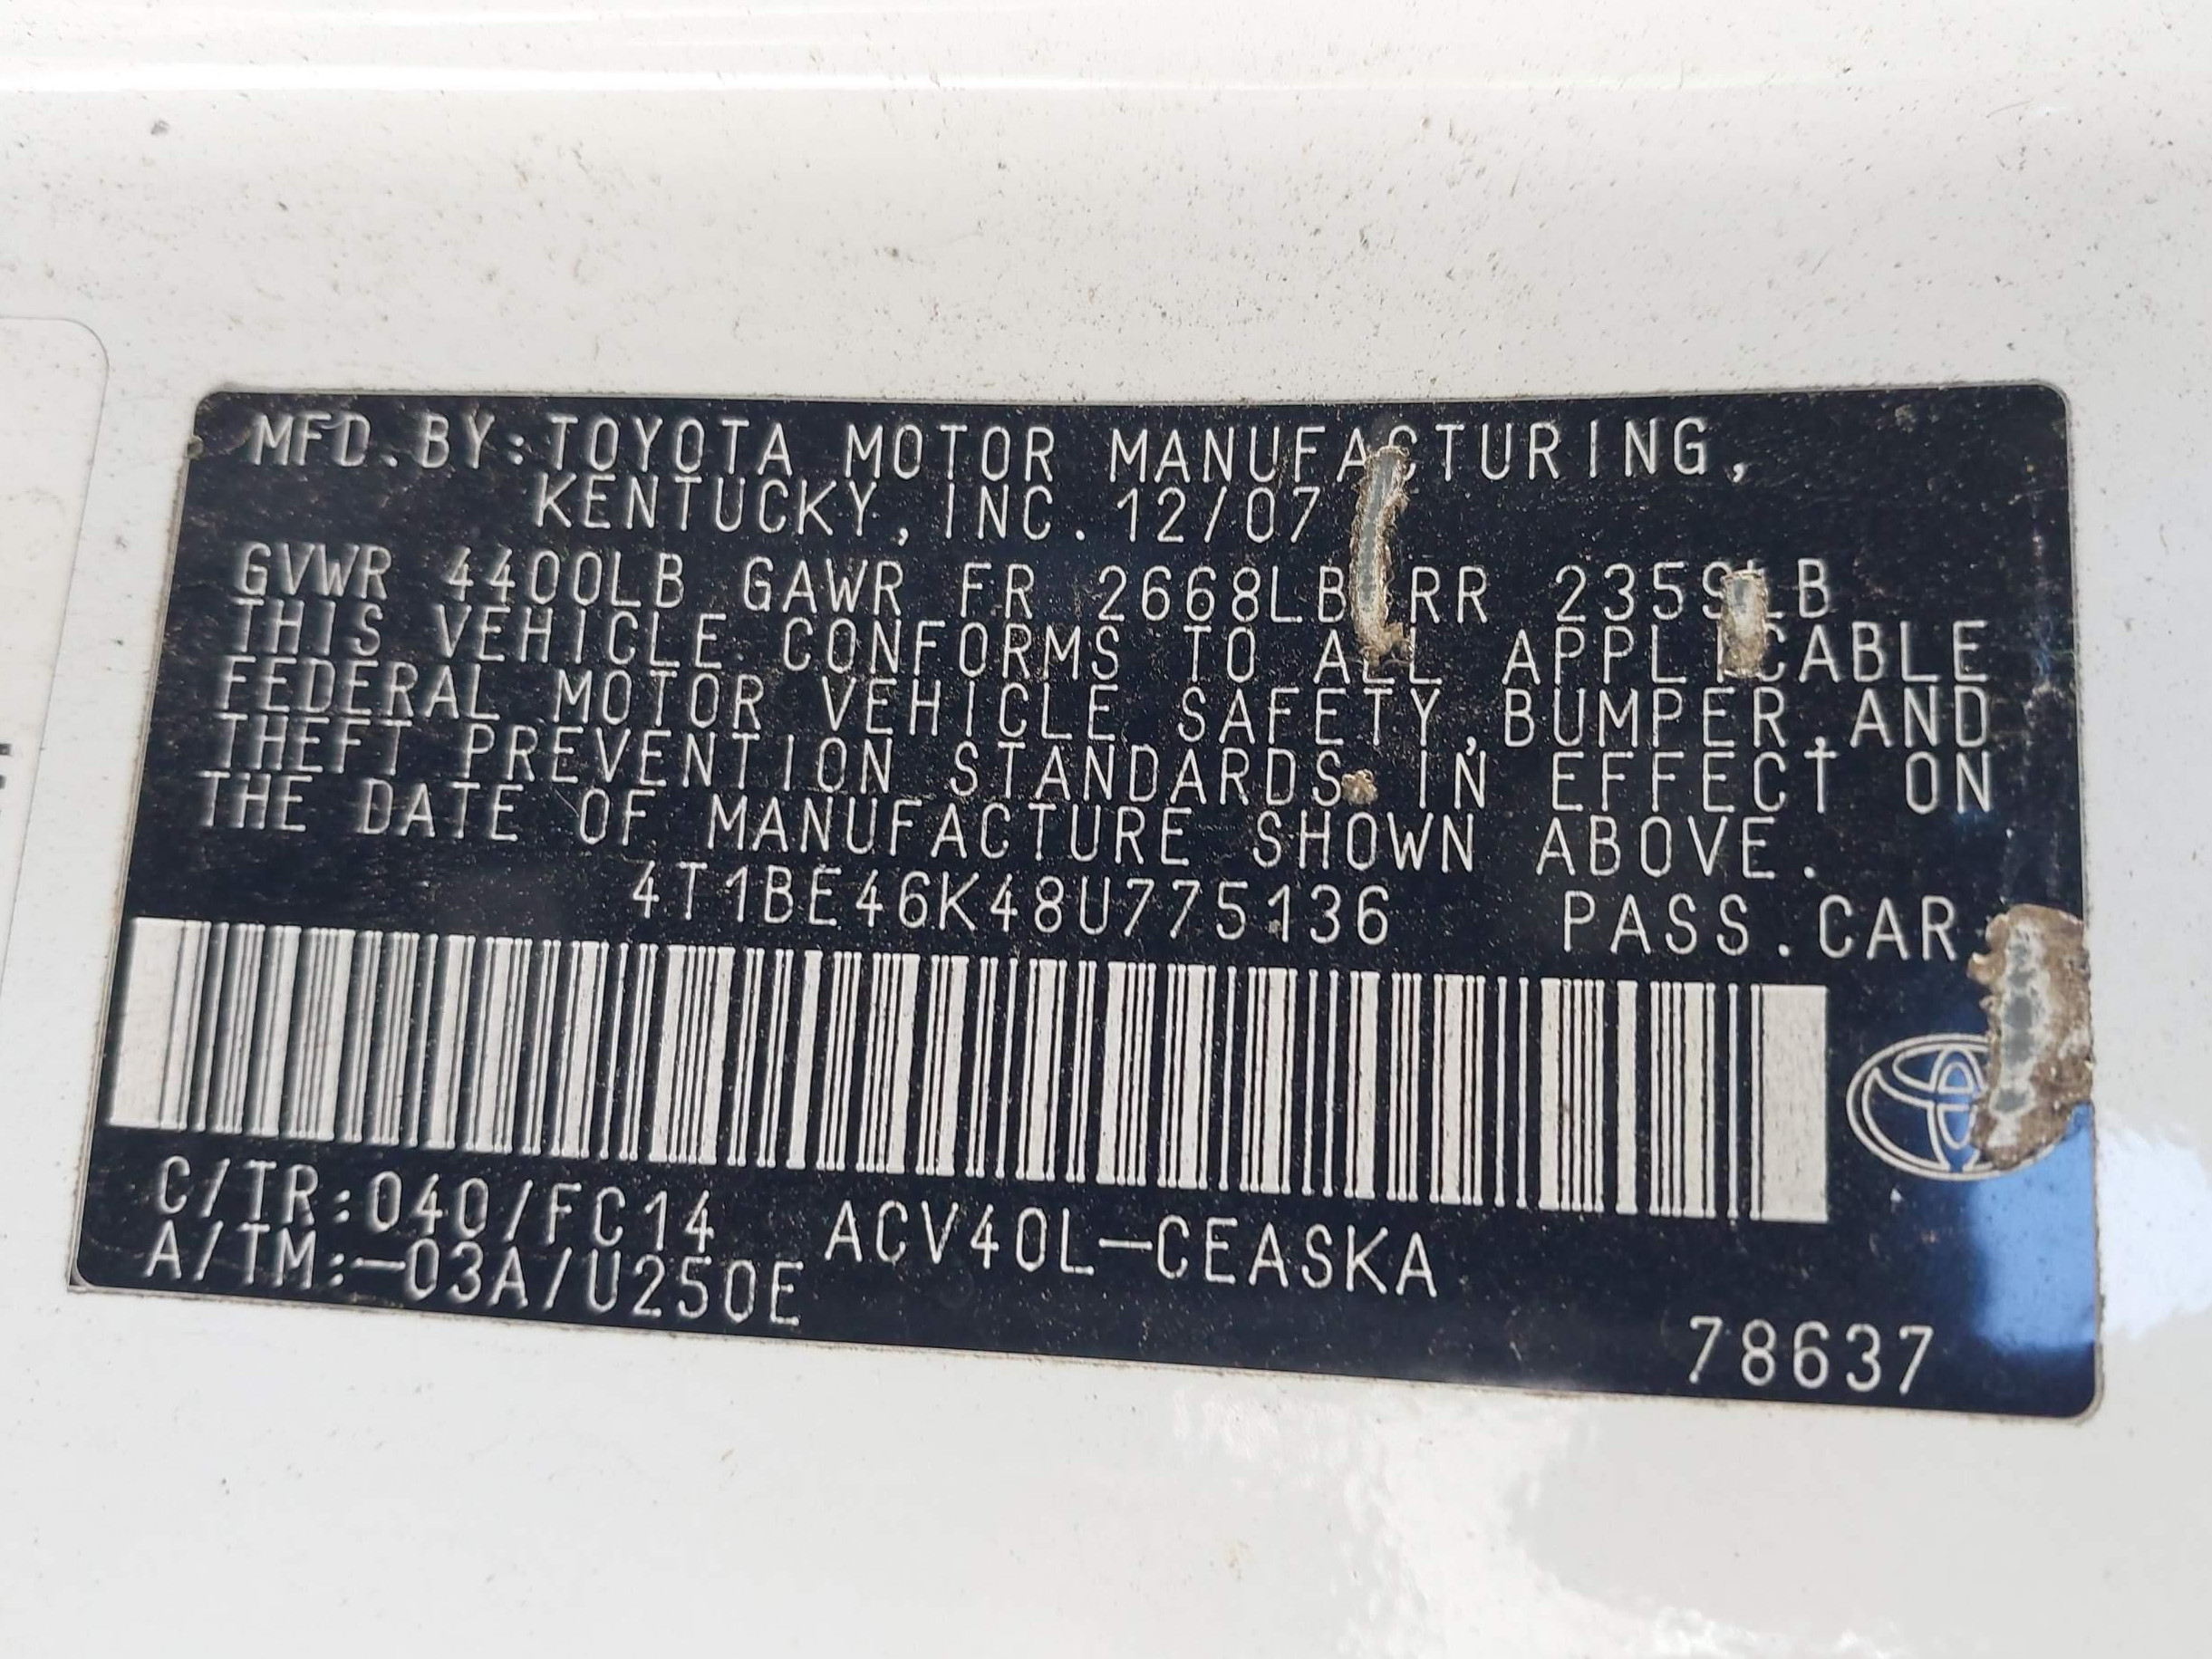 MFD.BY:TOYOTA MOTOR MANUFACTURING,
KENTUCKY, INC. 12/07
GVWR 4400LB GAWR FR 2668LB RR 2359LB
THIS VEHICLE CONFORMS TO ALL APPLICABLE
FEDERAL MOTOR VEHICLE SAFETY, BUMPER, AND
THEFT PREVENTION STANDARDS IN EFFECT ON
THE DATE OF MANUFACTURE SHOWN ABOVE.
4T1BE46K48U775136 PASS.CAR
C/TR:040/FC14 ACV40L-CEASKA
A/TM:-03A/U250E
78637